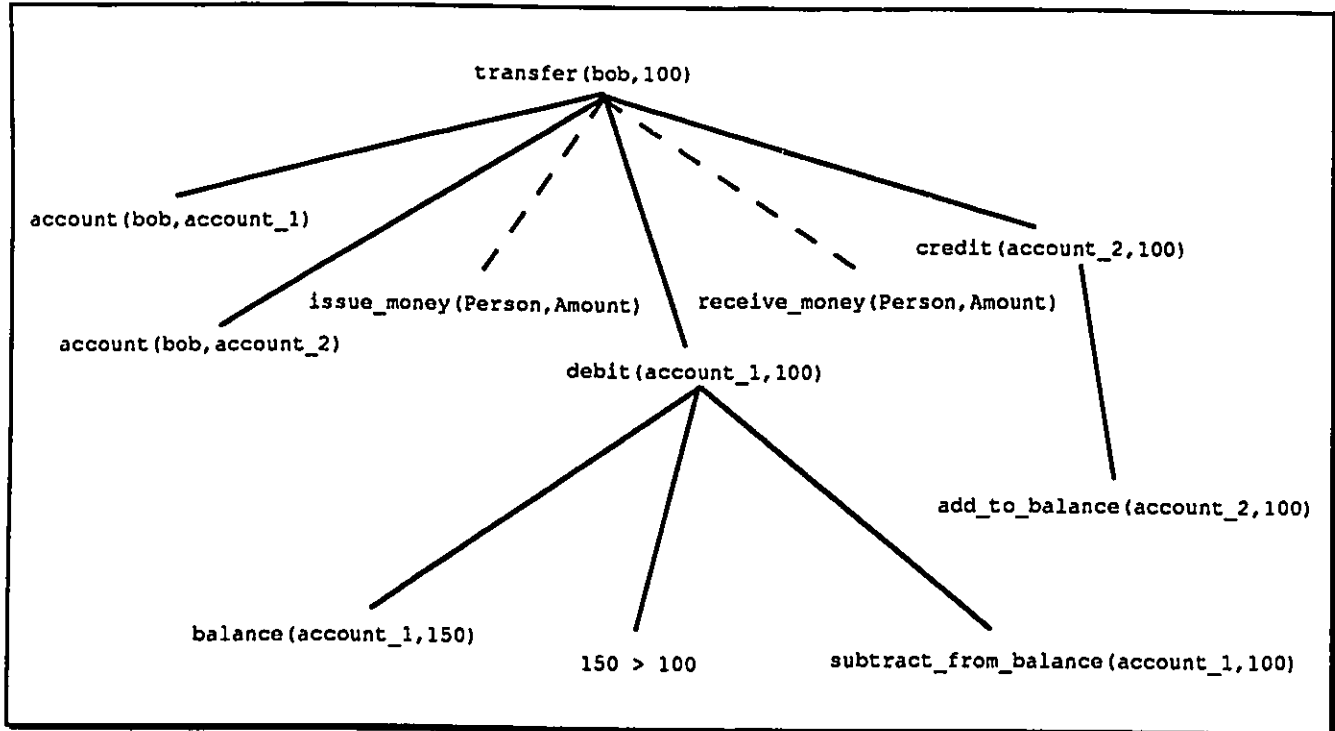 transfer(bob,100)
account(bob,account_1)
credit(account_2,100)
issue_money(Person,Amount)
receive_money(Person,Amount)
account(bob,account_2)
debit(account_1,100)
add_to_balance(account_2,100)
balance(account_1,150)
150 > 100
subtract_from_balance(account_1,100)